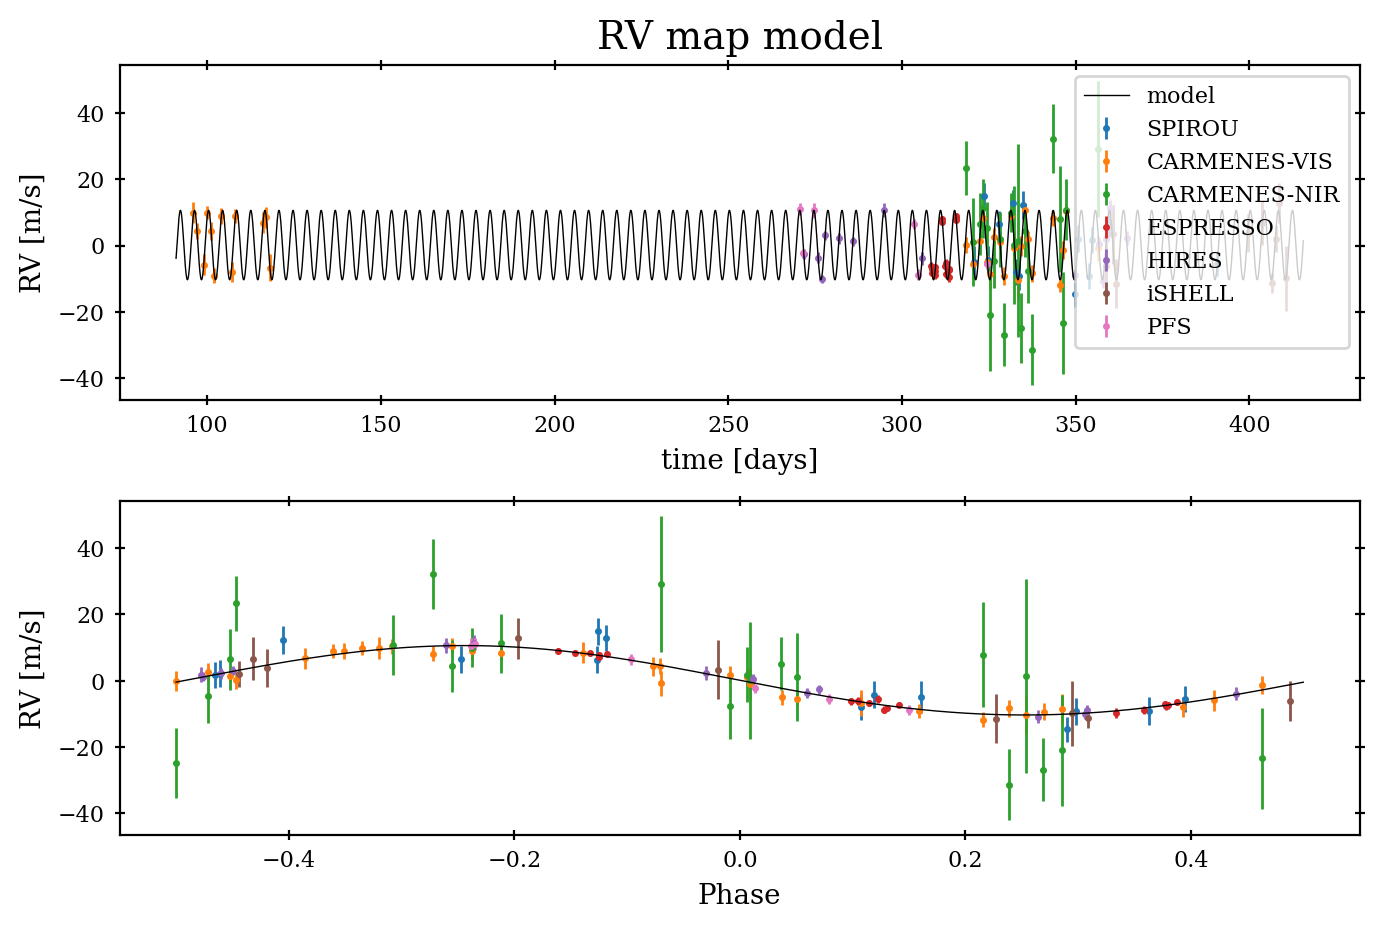 RV map model
RV [m/s]
40
20
0
−20
−40
model
SPIROU
CARMENES-VIS
CARMENES-NIR
ESPRESSO
HIRES
iSHELL
PFS
100 150 200 250 300 350 400
time [days]
RV [m/s]
40
20
0
−20
−40
−0.4 −0.2 0.0 0.2 0.4
Phase